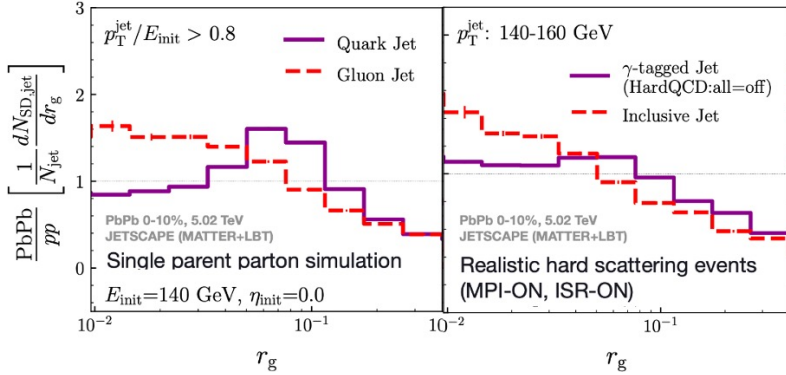 PbPb/pp [1/N_jet dN_SD,jet/dr_g]
3
2
1
0
p_T^jet/E_init > 0.8
Quark Jet
Gluon Jet
PbPb 0-10%, 5.02 TeV
JETSCAPE (MATTER+LBT)
Single parent parton simulation
E_init=140 GeV, η_init=0.0
10^-2
10^-1
r_g
p_T^jet: 140-160 GeV
γ-tagged Jet
(HardQCD:all=off)
Inclusive Jet
PbPb 0-10%, 5.02 TeV
JETSCAPE (MATTER+LBT)
Realistic hard scattering events
(MPI-ON, ISR-ON)
10^-2
10^-1
r_g